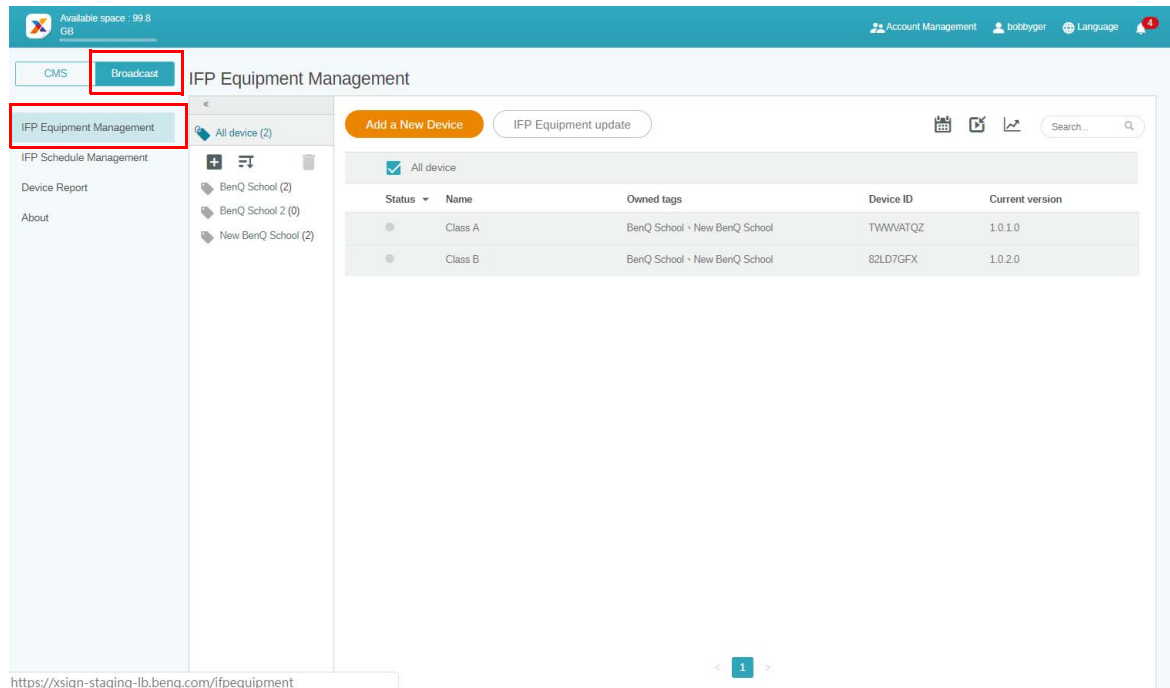 Available space : 99.8
GB
Account Management
bobbyger
Language
4
CMS
Broadcast
IFP Equipment Management
IFP Equipment Management
IFP Schedule Management
Device Report
About
«
All device (2)
BenQ School (2)
BenQ School 2 (0)
New BenQ School (2)
Add a New Device
IFP Equipment update
Search...
All device
Status Name Owned tags Device ID Current version
Class A BenQ School、New BenQ School TWWVATQZ 1.0.1.0
Class B BenQ School、New BenQ School 82LD7GFX 1.0.2.0
< 1 >
https://xsign-staging-lb.benq.com/ifpequipment